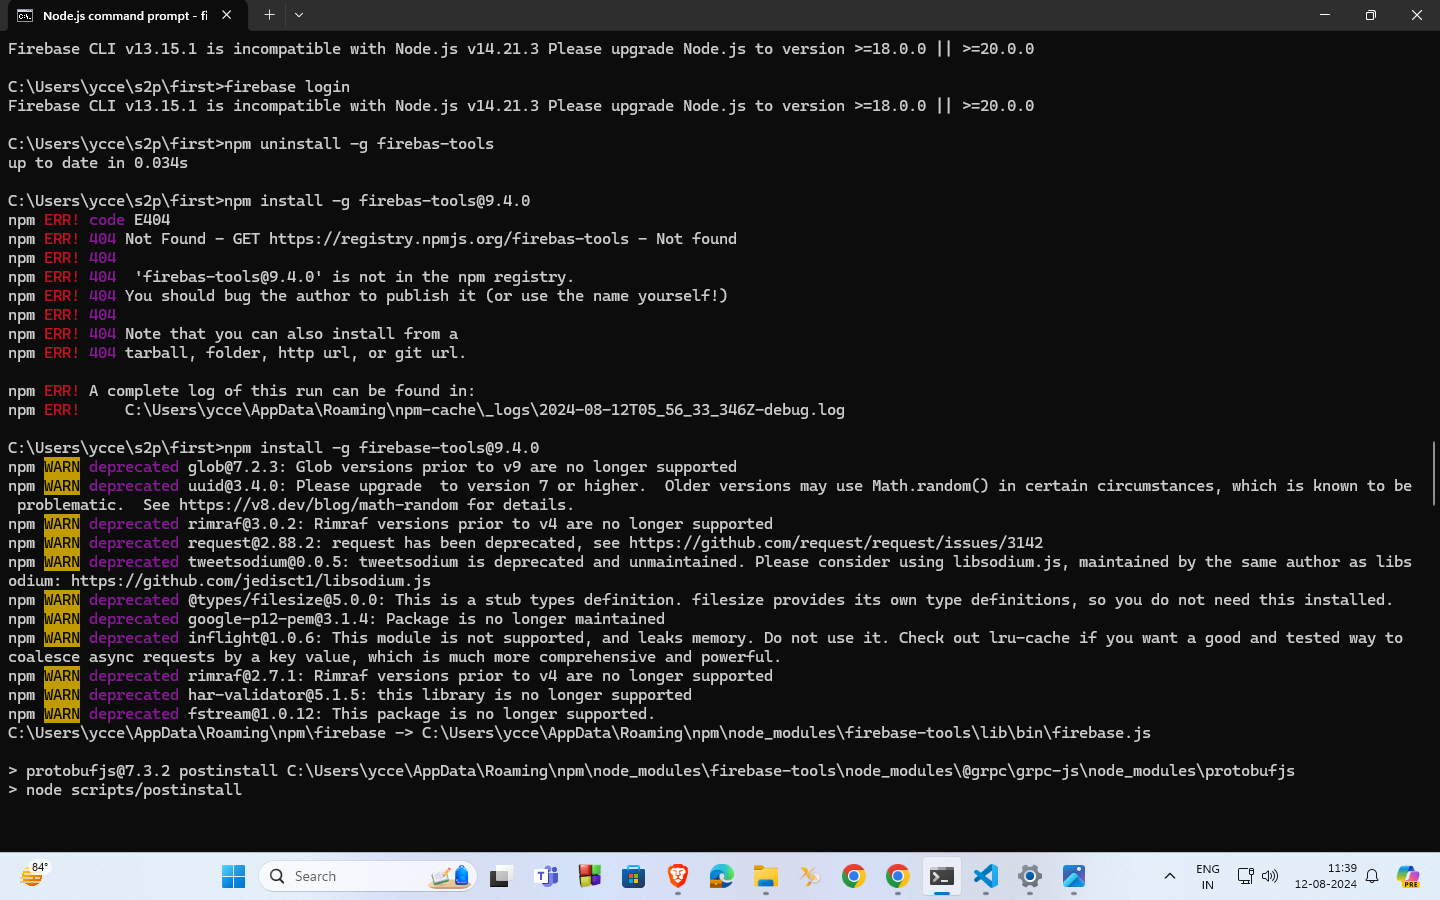 Node.js command prompt - fi
Firebase CLI v13.15.1 is incompatible with Node.js v14.21.3 Please upgrade Node.js to version >=18.0.0 || >=20.0.0
C:\Users\ycce\s2p\first>firebase login
Firebase CLI v13.15.1 is incompatible with Node.js v14.21.3 Please upgrade Node.js to version >=18.0.0 || >=20.0.0
C:\Users\ycce\s2p\first>npm uninstall -g firebas-tools
up to date in 0.034s
C:\Users\ycce\s2p\first>npm install -g firebas-tools@9.4.0
npm ERR! code E404
npm ERR! 404 Not Found - GET https://registry.npmjs.org/firebas-tools - Not found
npm ERR! 404
npm ERR! 404  'firebas-tools@9.4.0' is not in the npm registry.
npm ERR! 404 You should bug the author to publish it (or use the name yourself!)
npm ERR! 404
npm ERR! 404 Note that you can also install from a
npm ERR! 404 tarball, folder, http url, or git url.
npm ERR! A complete log of this run can be found in:
npm ERR!     C:\Users\ycce\AppData\Roaming\npm-cache\_logs\2024-08-12T05_56_33_346Z-debug.log
C:\Users\ycce\s2p\first>npm install -g firebase-tools@9.4.0
npm WARN deprecated glob@7.2.3: Glob versions prior to v9 are no longer supported
npm WARN deprecated uuid@3.4.0: Please upgrade  to version 7 or higher.  Older versions may use Math.random() in certain circumstances, which is known to be
problematic.  See https://v8.dev/blog/math-random for details.
npm WARN deprecated rimraf@3.0.2: Rimraf versions prior to v4 are no longer supported
npm WARN deprecated request@2.88.2: request has been deprecated, see https://github.com/request/request/issues/3142
npm WARN deprecated tweetsodium@0.0.5: tweetsodium is deprecated and unmaintained. Please consider using libsodium.js, maintained by the same author as libs
odium: https://github.com/jedisct1/libsodium.js
npm WARN deprecated @types/filesize@5.0.0: This is a stub types definition. filesize provides its own type definitions, so you do not need this installed.
npm WARN deprecated google-p12-pem@3.1.4: Package is no longer maintained
npm WARN deprecated inflight@1.0.6: This module is not supported, and leaks memory. Do not use it. Check out lru-cache if you want a good and tested way to
coalesce async requests by a key value, which is much more comprehensive and powerful.
npm WARN deprecated rimraf@2.7.1: Rimraf versions prior to v4 are no longer supported
npm WARN deprecated har-validator@5.1.5: this library is no longer supported
npm WARN deprecated fstream@1.0.12: This package is no longer supported.
C:\Users\ycce\AppData\Roaming\npm\firebase -> C:\Users\ycce\AppData\Roaming\npm\node_modules\firebase-tools\lib\bin\firebase.js
> protobufjs@7.3.2 postinstall C:\Users\ycce\AppData\Roaming\npm\node_modules\firebase-tools\node_modules\@grpc\grpc-js\node_modules\protobufjs
> node scripts/postinstall
84°
Search
ENG
IN
11:39
12-08-2024
PRE